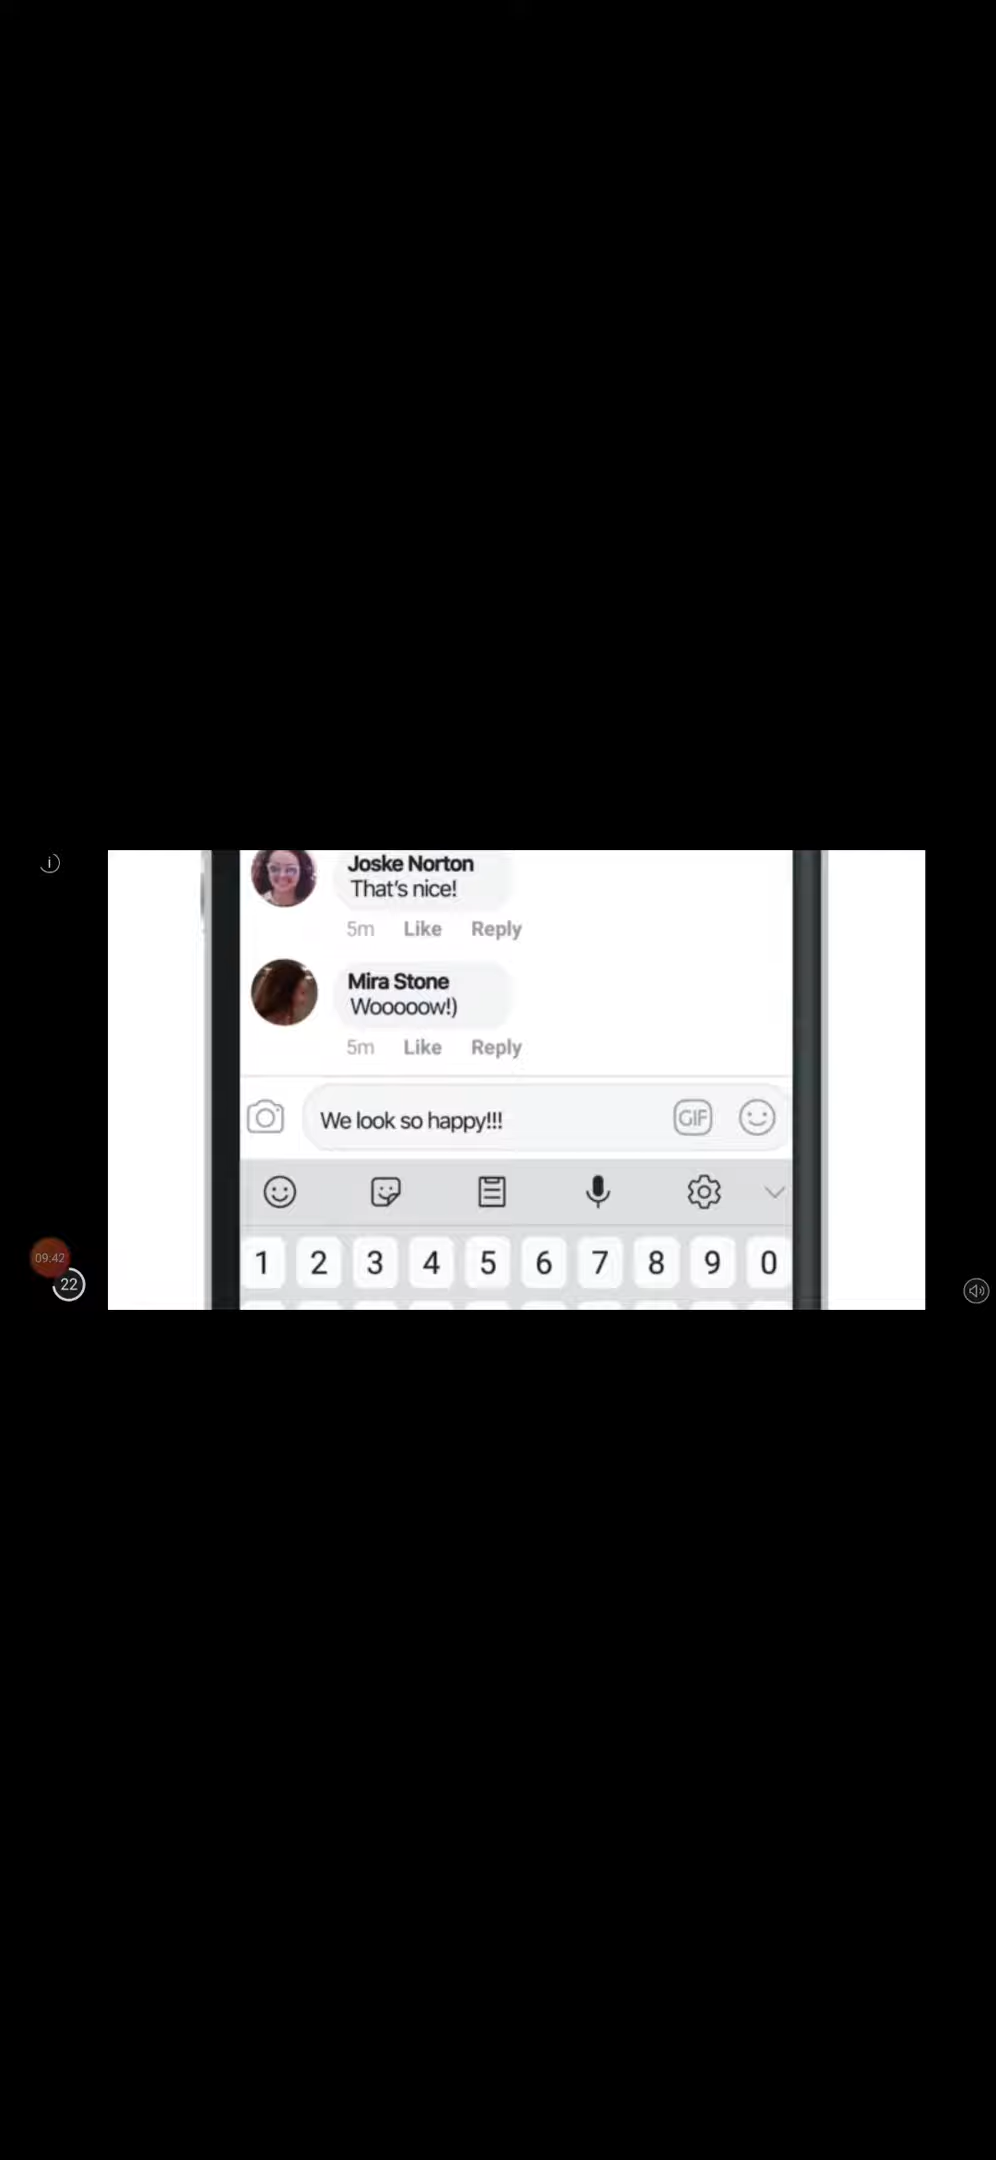 i
Joske Norton
That's nice!
5m Like Reply
Mira Stone
Wooooow!)
5m Like Reply
We look so happy!!! GIF
09:42
22
1 2 3 4 5 6 7 8 9 0